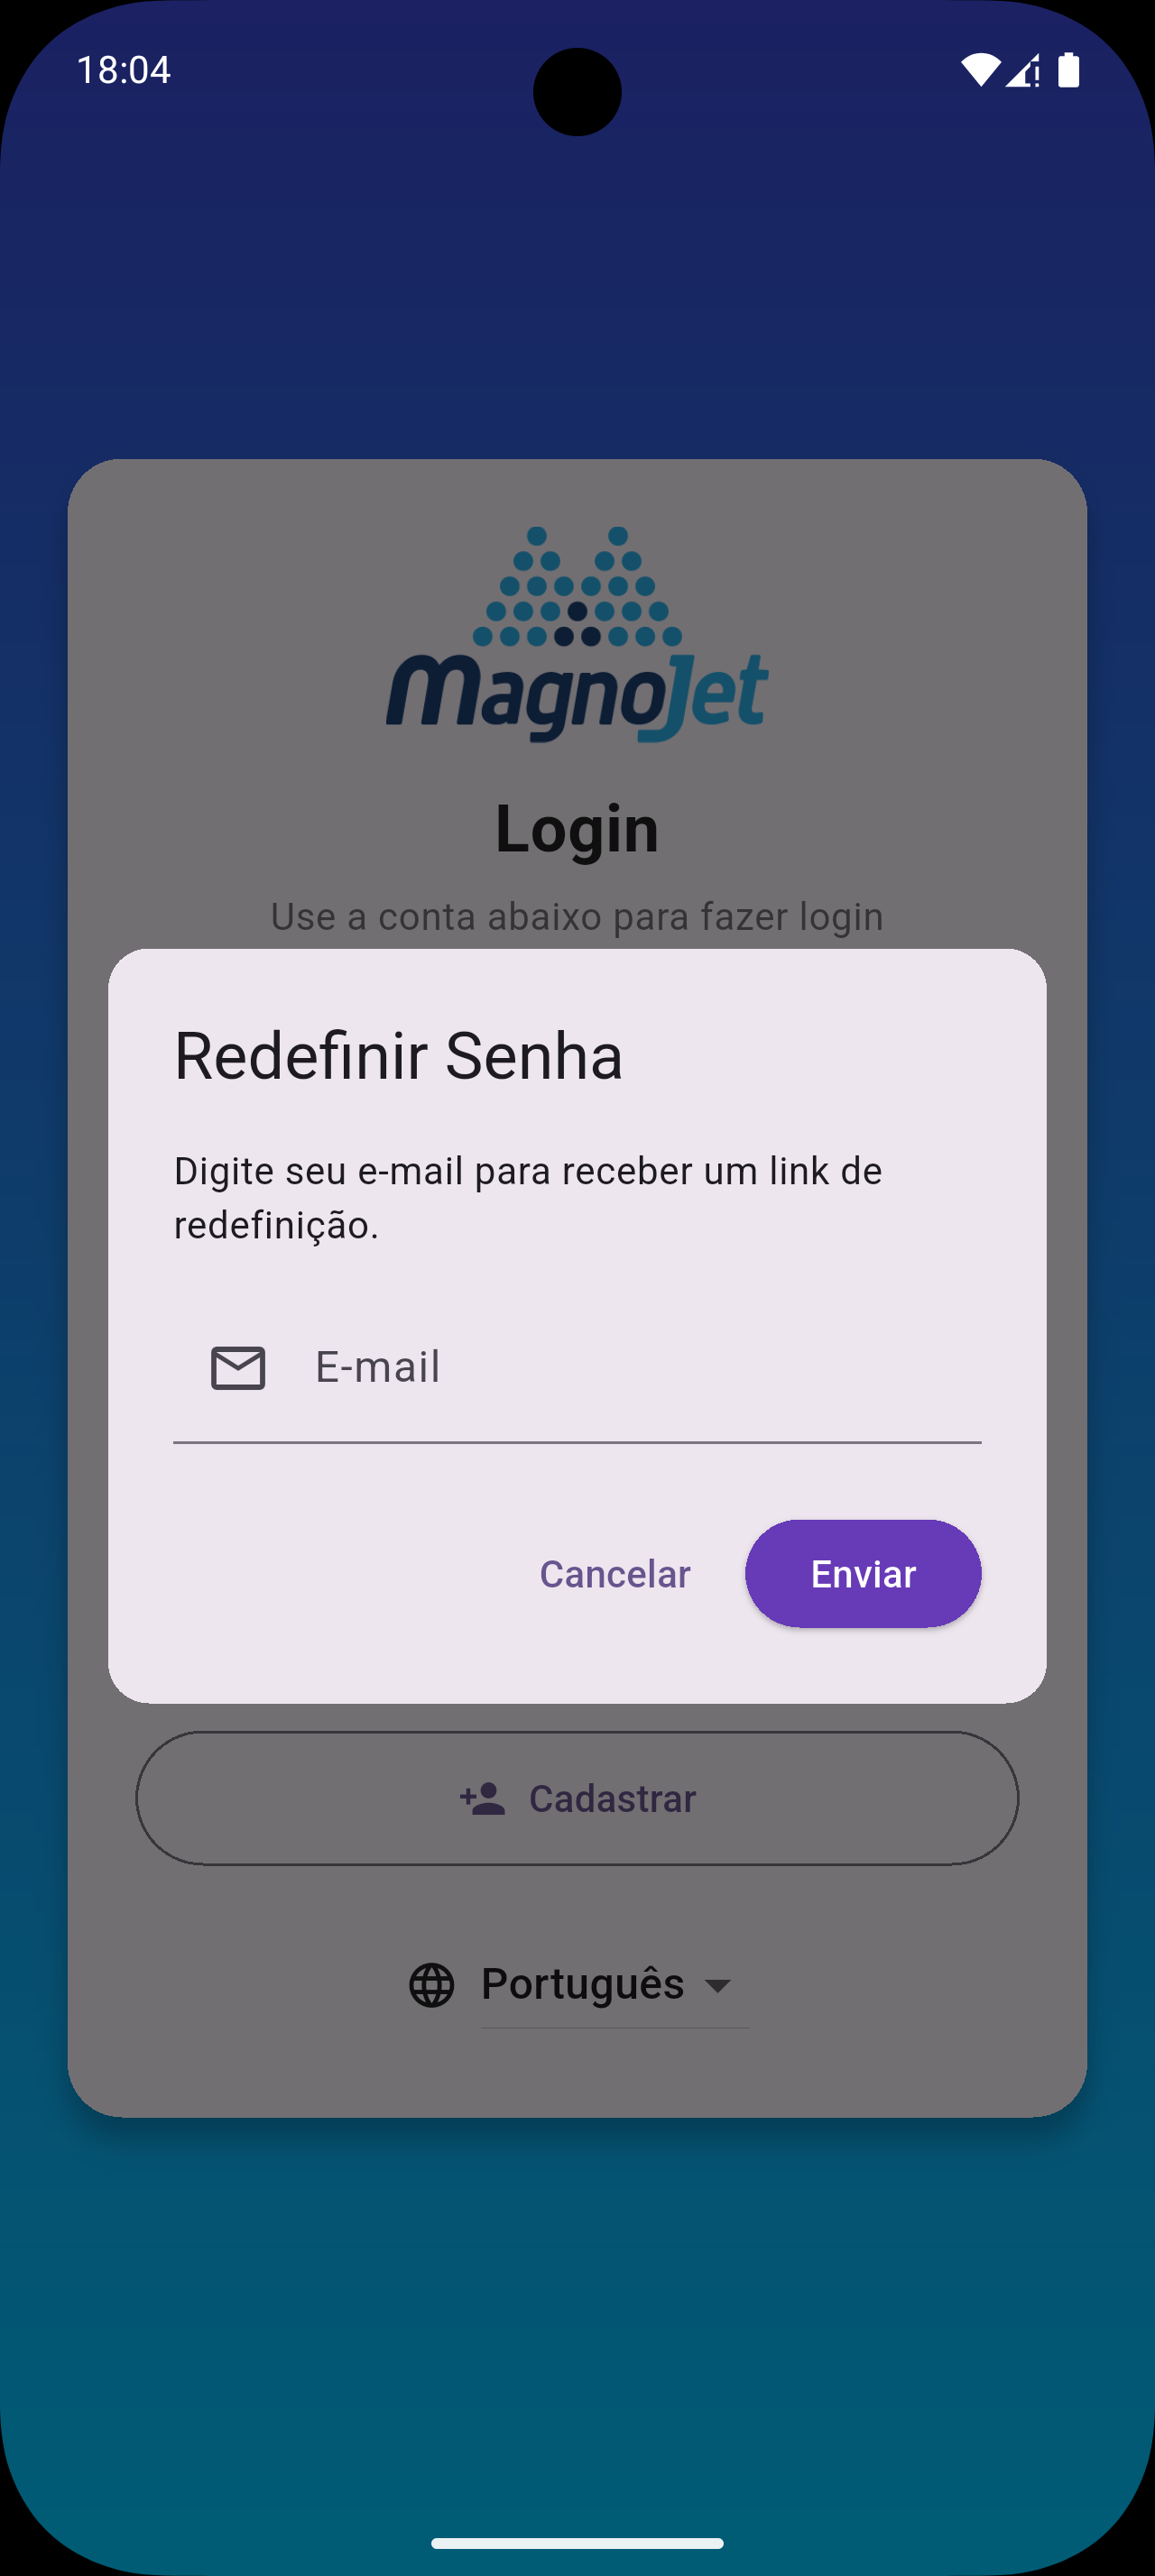 18:04
MagnoJet
Login
Use a conta abaixo para fazer login
Redefinir Senha
Digite seu e-mail para receber um link de
redefinição.
E-mail
Cancelar
Enviar
Cadastrar
Português